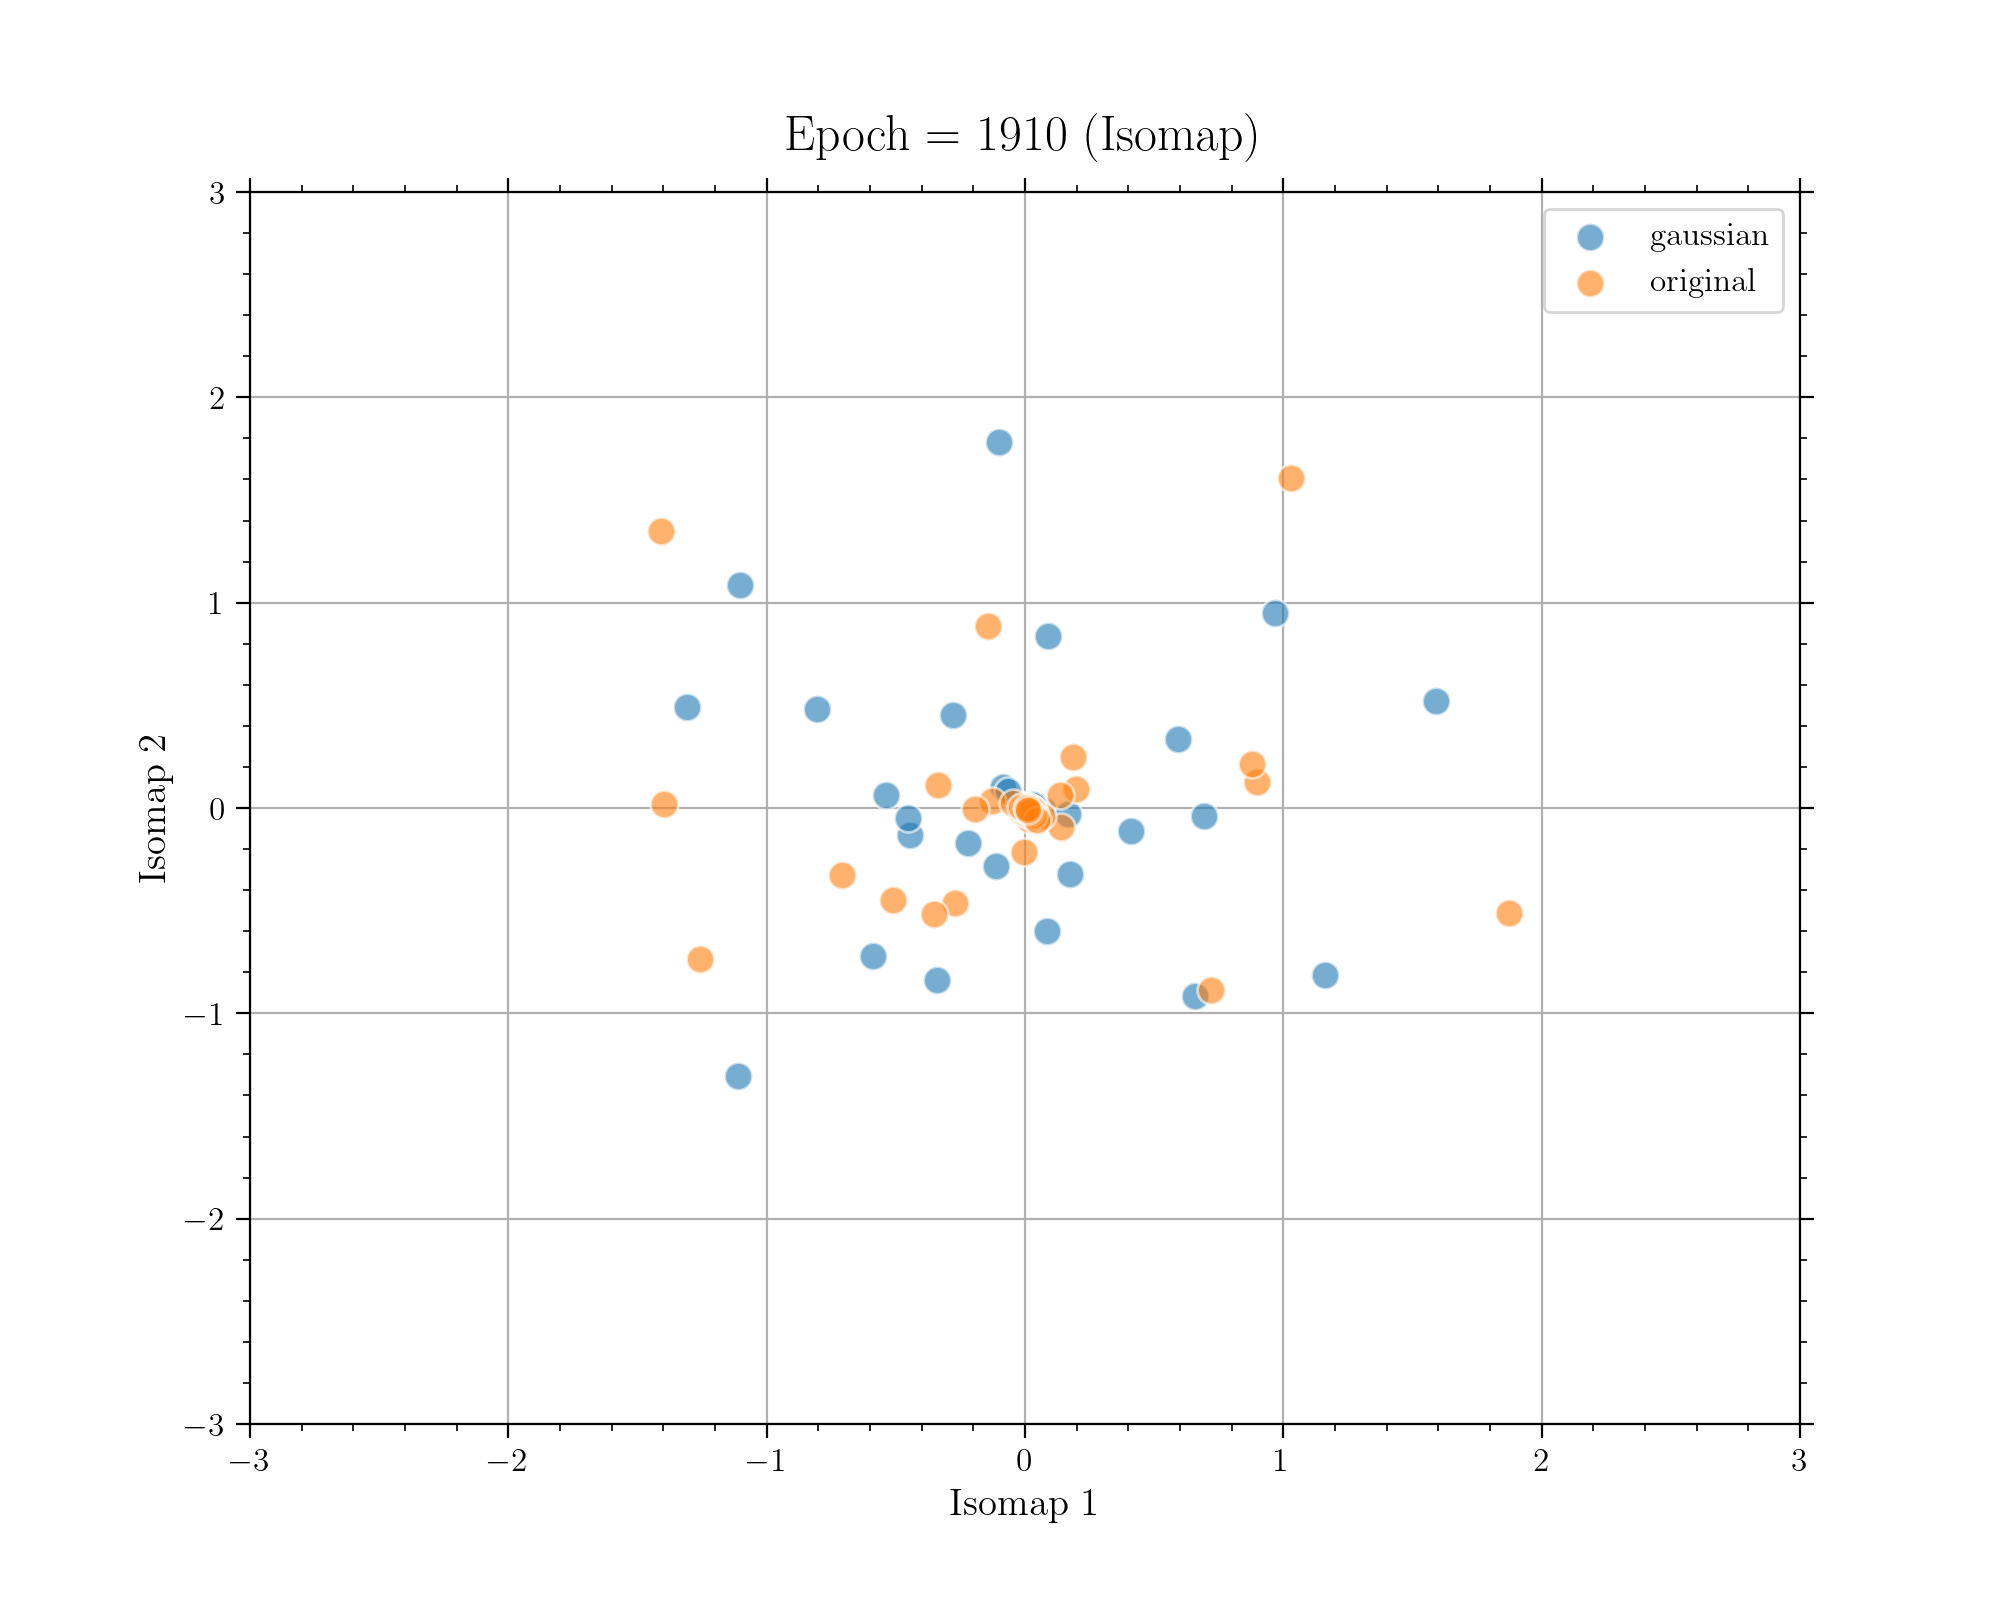 Epoch = 1910 (Isomap)
gaussian
original
3
2
1
0
−1
−2
−3
Isomap 2
−3
−2
−1
0
1
2
3
Isomap 1